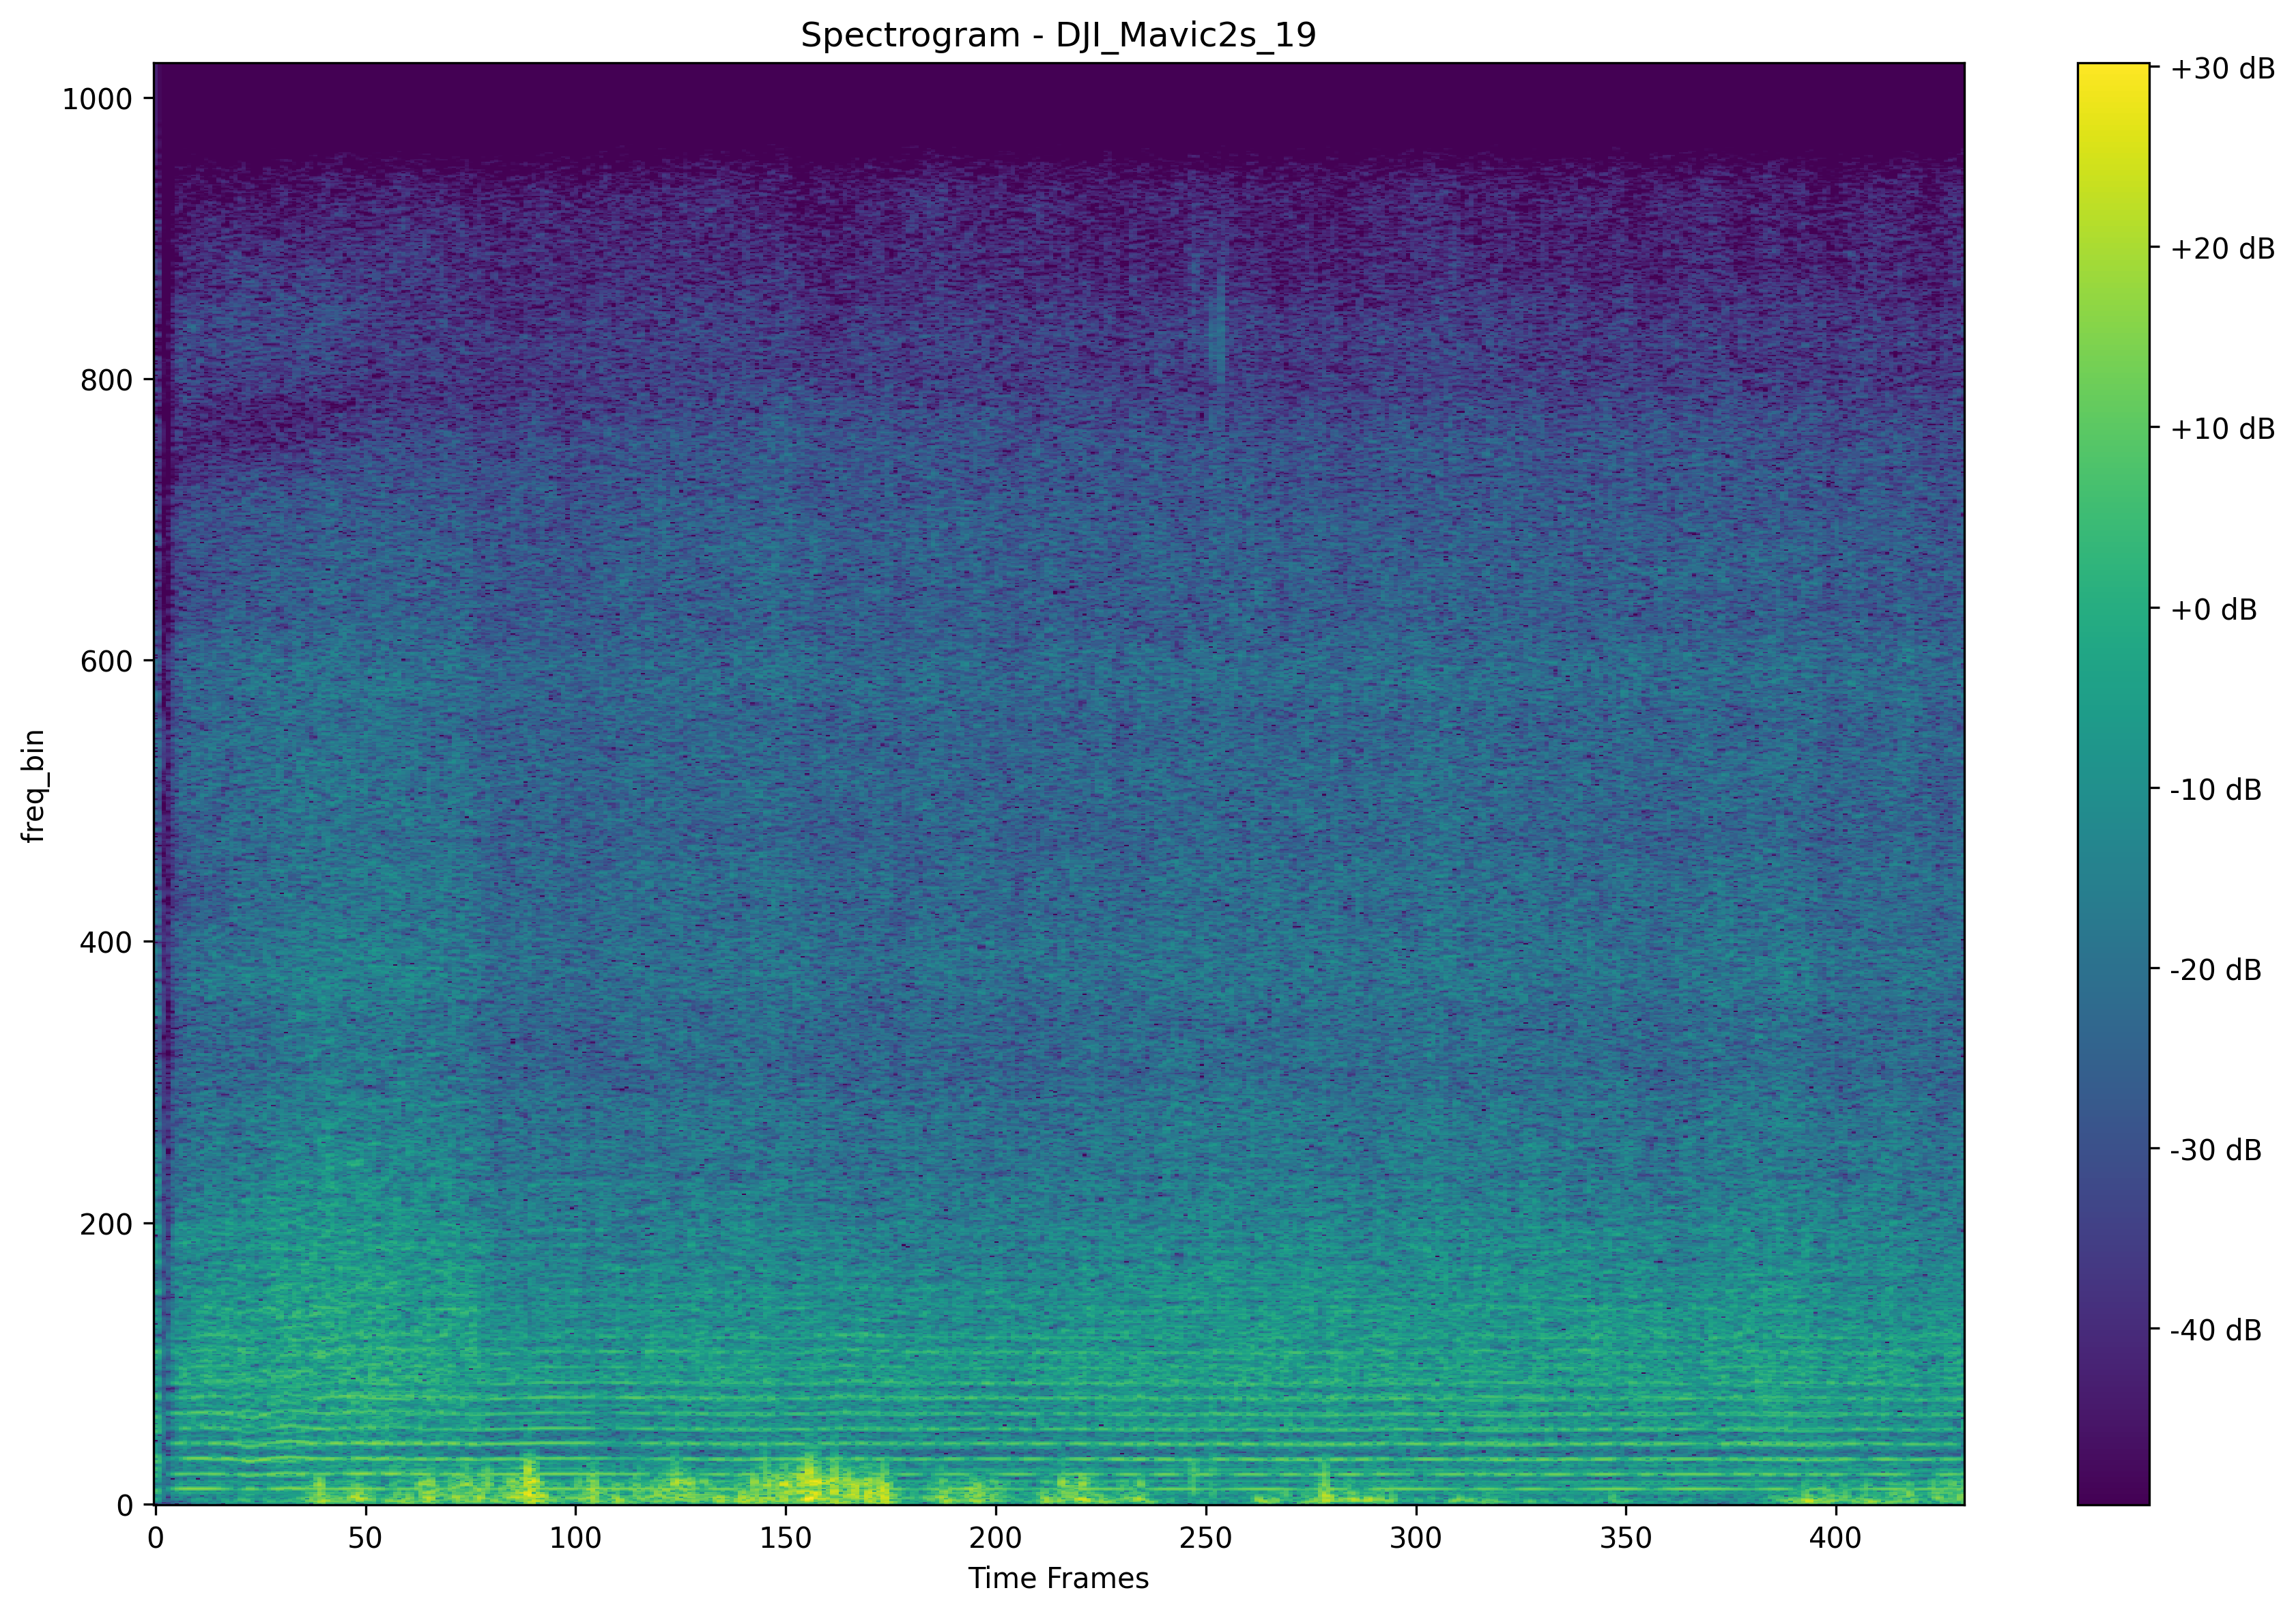 Spectrogram - DJI_Mavic2s_19
freq_bin
1000
800
600
400
200
0
0 50 100 150 200 250 300 350 400
Time Frames
+30 dB
+20 dB
+10 dB
+0 dB
-10 dB
-20 dB
-30 dB
-40 dB